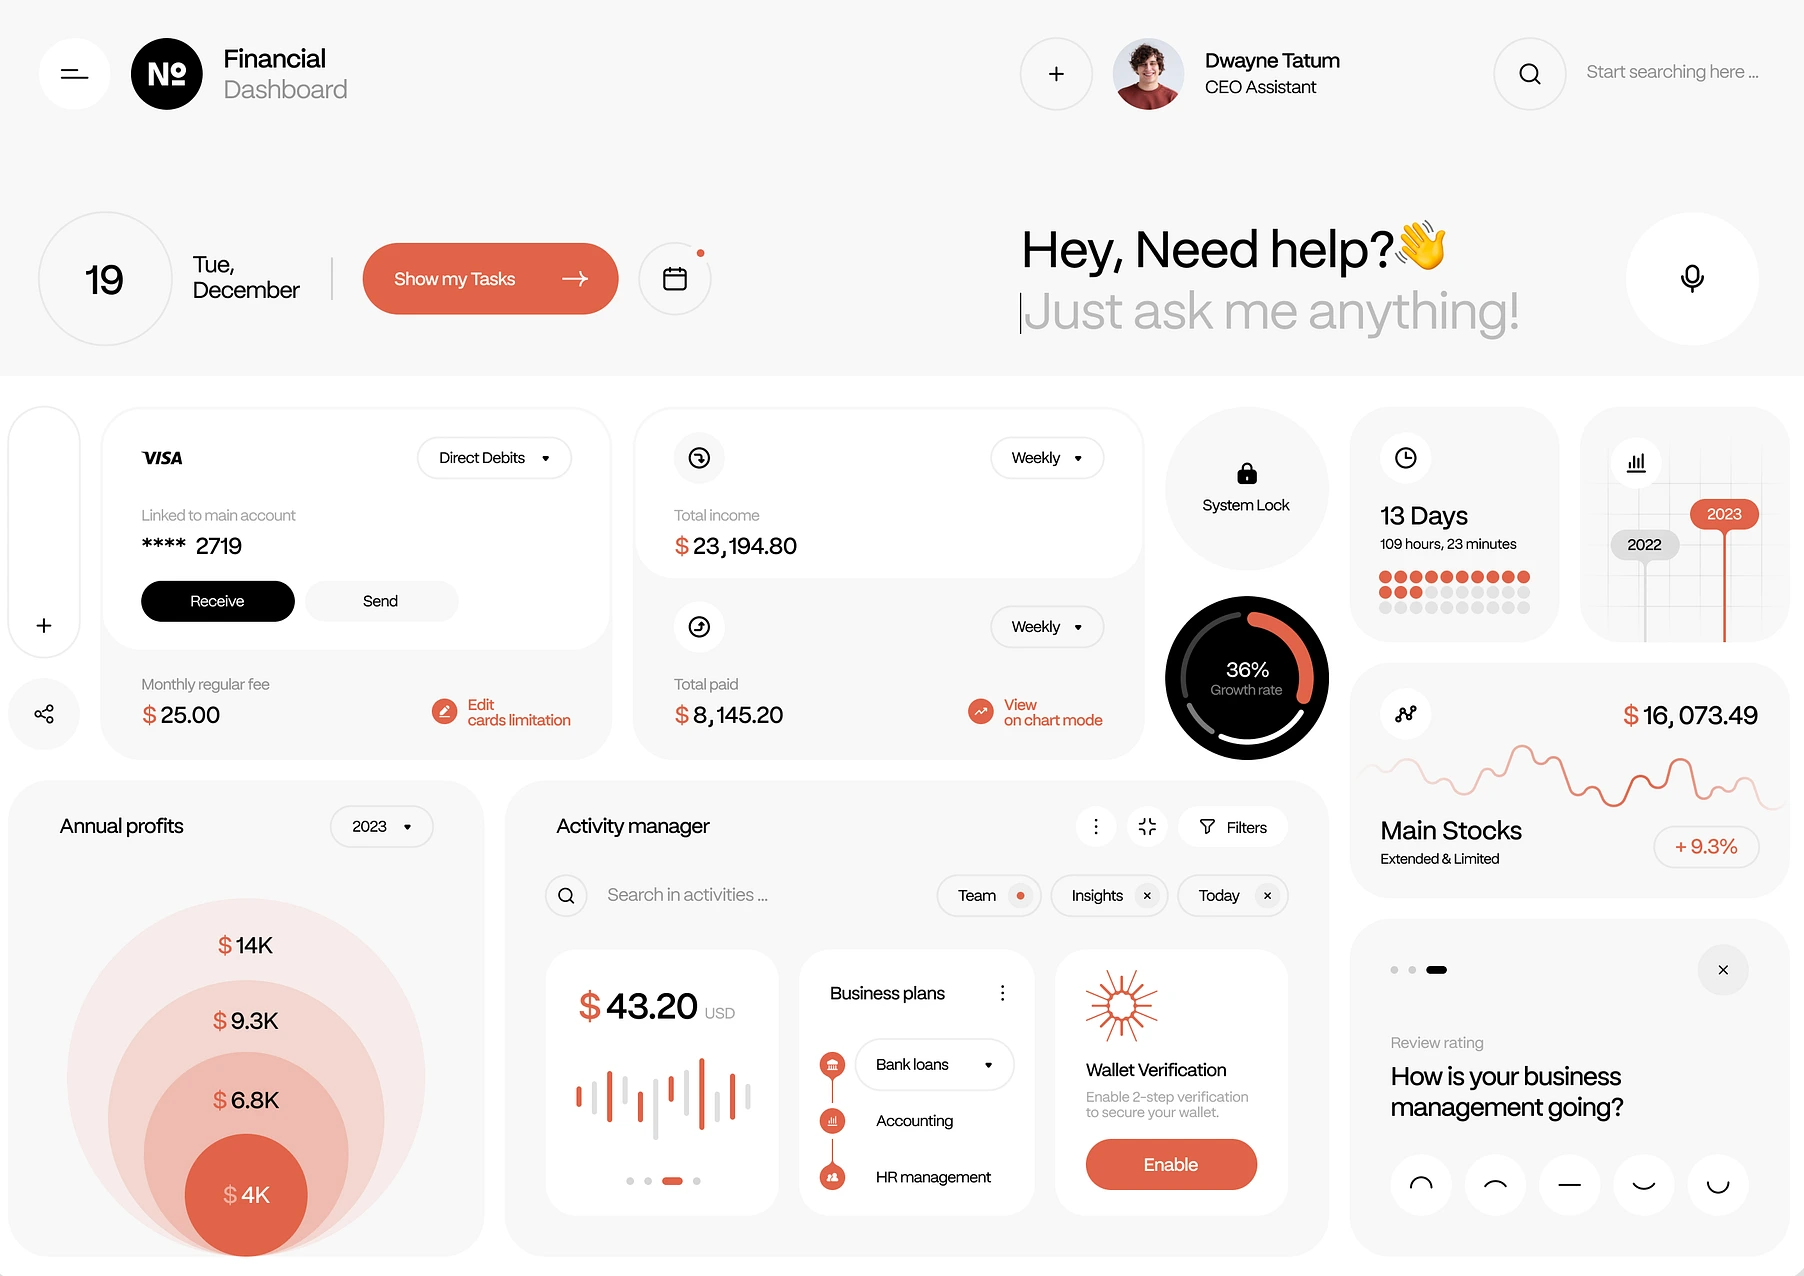 Nº
Financial
Dashboard
Dwayne Tatum
CEO Assistant
Start searching here ...
19
Tue,
December
Show my Tasks
Hey, Need help?👋
Just ask me anything!
VISA
Direct Debits
Linked to main account
**** 2719
Receive
Send
Monthly regular fee
$ 25.00
Edit
cards limitation
Weekly
Total income
$ 23,194.80
Weekly
Total paid
$ 8,145.20
View
on chart mode
System Lock
36%
Growth rate
13 Days
109 hours, 23 minutes
2023
2022
$ 16, 073.49
Main Stocks
Extended & Limited
+ 9.3%
Annual profits
2023
$ 14K
$ 9.3K
$ 6.8K
$ 4K
Activity manager
Filters
Search in activities ...
Team
Insights
Today
$ 43.20 USD
Business plans
Bank loans
Accounting
HR management
Wallet Verification
Enable 2-step verification
to secure your wallet.
Enable
Review rating
How is your business
management going?